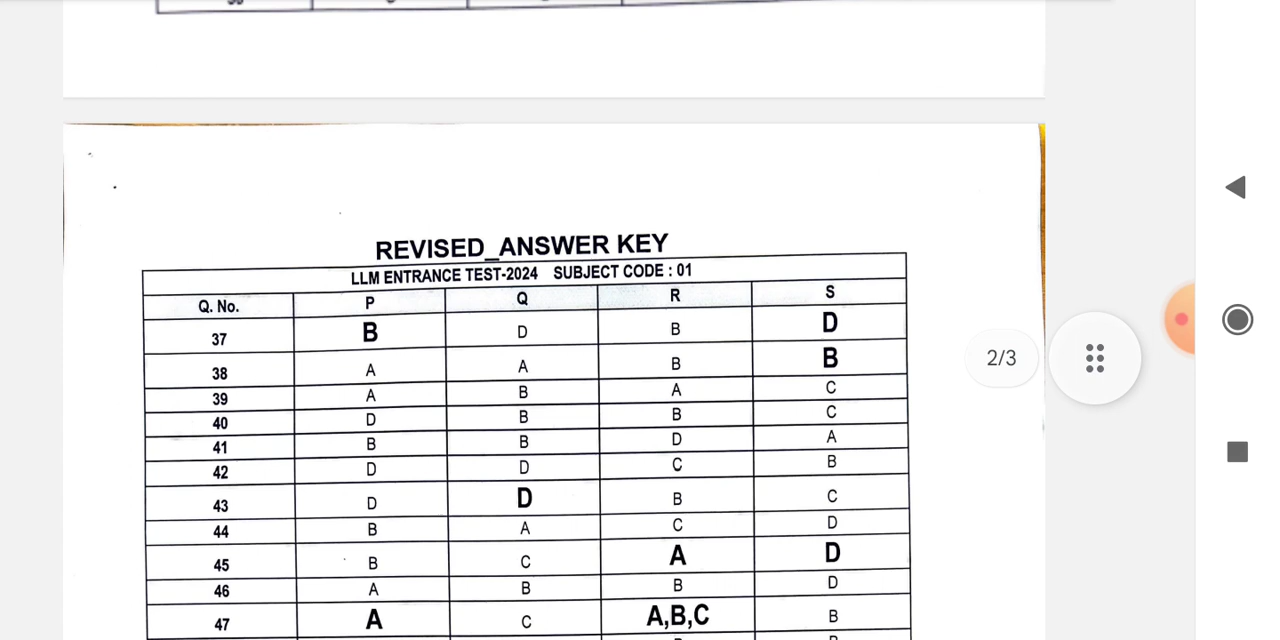 REVISED_ANSWER KEY
LLM ENTRANCE TEST-2024 SUBJECT CODE : 01
Q. No. P Q R S
37 B D B D
38 A A B B
39 A B A C
40 D B B C
41 B B D A
42 D D C B
43 D D B C
44 B A C D
45 B C A D
46 A B B D
47 A C A,B,C B
2/3